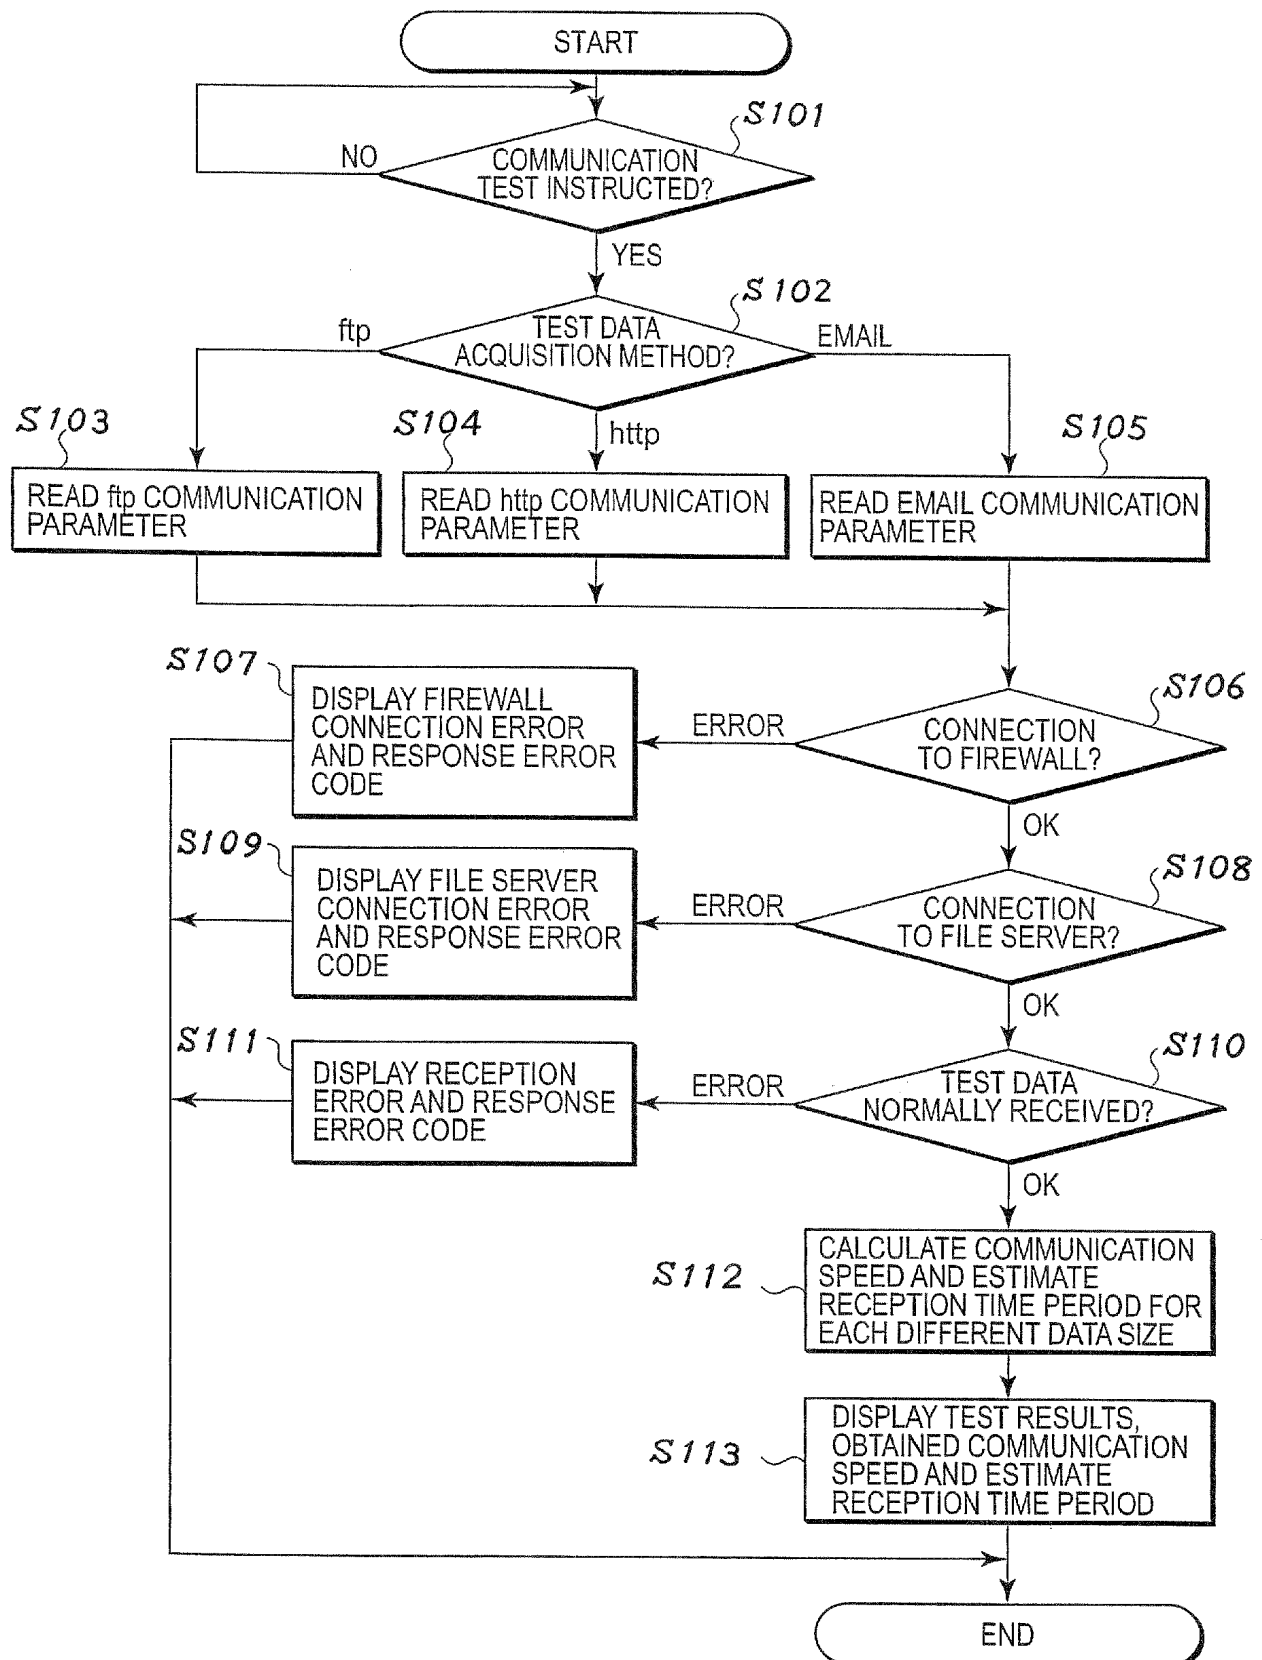 START
S101
NO
COMMUNICATION
TEST INSTRUCTED?
YES
S102
ftp
TEST DATA
ACQUISITION METHOD?
EMAIL
http
S103
S104
S105
READ ftp COMMUNICATION
PARAMETER
READ http COMMUNICATION
PARAMETER
READ EMAIL COMMUNICATION
PARAMETER
S107
DISPLAY FIREWALL
CONNECTION ERROR
AND RESPONSE ERROR
CODE
ERROR
S106
CONNECTION
TO FIREWALL?
OK
S109
DISPLAY FILE SERVER
CONNECTION ERROR
AND RESPONSE ERROR
CODE
ERROR
S108
CONNECTION
TO FILE SERVER?
OK
S111
DISPLAY RECEPTION
ERROR AND RESPONSE
ERROR CODE
ERROR
S110
TEST DATA
NORMALLY RECEIVED?
OK
S112
CALCULATE COMMUNICATION
SPEED AND ESTIMATE
RECEPTION TIME PERIOD FOR
EACH DIFFERENT DATA SIZE
S113
DISPLAY TEST RESULTS,
OBTAINED COMMUNICATION
SPEED AND ESTIMATE
RECEPTION TIME PERIOD
END